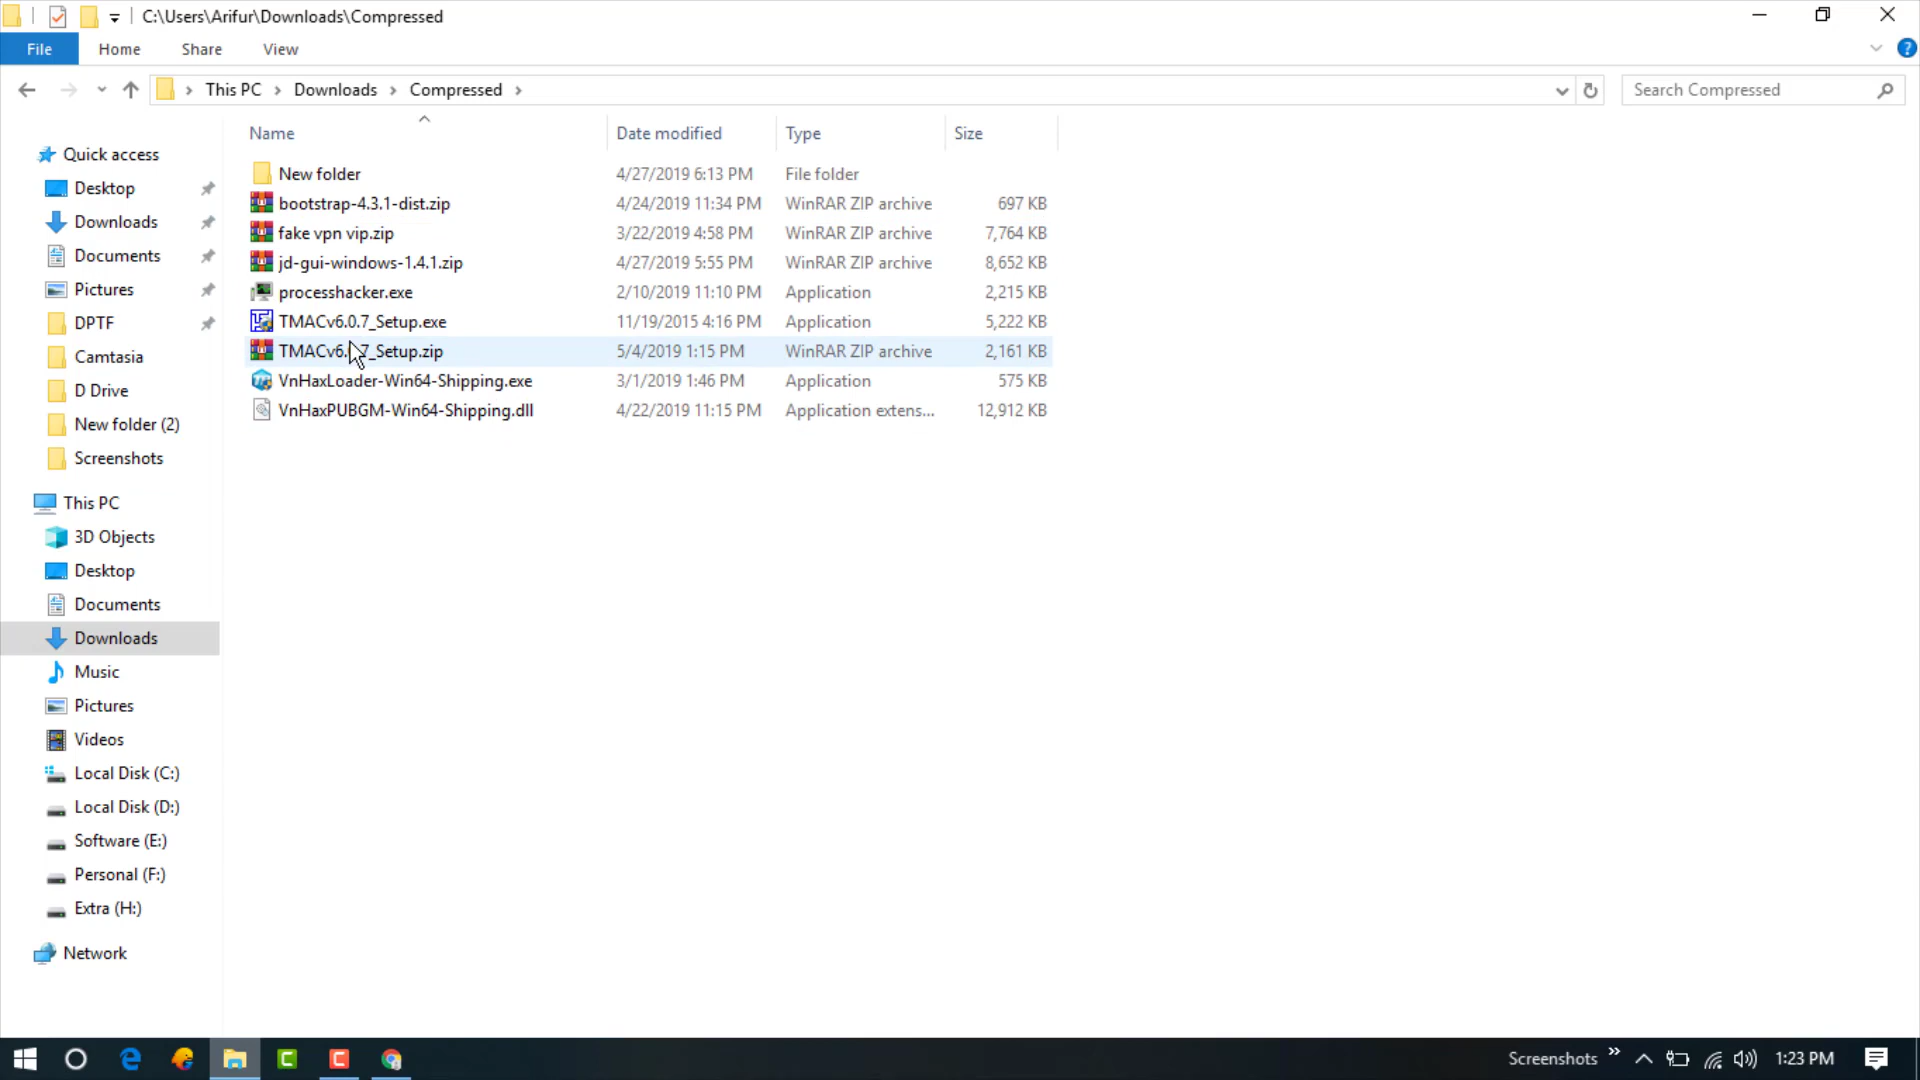 C:\Users\Arifur\Downloads\Compressed
File Home Share View
This PC Downloads Compressed Search Compressed
Name Date modified Type Size
New folder 4/27/2019 6:13 PM File folder
bootstrap-4.3.1-dist.zip 4/24/2019 11:34 PM WinRAR ZIP archive 697 KB
fake vpn vip.zip 3/22/2019 4:58 PM WinRAR ZIP archive 7,764 KB
jd-gui-windows-1.4.1.zip 4/27/2019 5:55 PM WinRAR ZIP archive 8,652 KB
processhacker.exe 2/10/2019 11:10 PM Application 2,215 KB
TMACv6.0.7_Setup.exe 11/19/2015 4:16 PM Application 5,222 KB
TMACv6.0.7_Setup.zip 5/4/2019 1:15 PM WinRAR ZIP archive 2,161 KB
VnHaxLoader-Win64-Shipping.exe 3/1/2019 1:46 PM Application 575 KB
VnHaxPUBGM-Win64-Shipping.dll 4/22/2019 11:15 PM Application extens... 12,912 KB
Quick access
Desktop
Downloads
Documents
Pictures
DPTF
Camtasia
D Drive
New folder (2)
Screenshots
This PC
3D Objects
Desktop
Documents
Downloads
Music
Pictures
Videos
Local Disk (C:)
Local Disk (D:)
Software (E:)
Personal (F:)
Extra (H:)
Network
Screenshots 1:23 PM